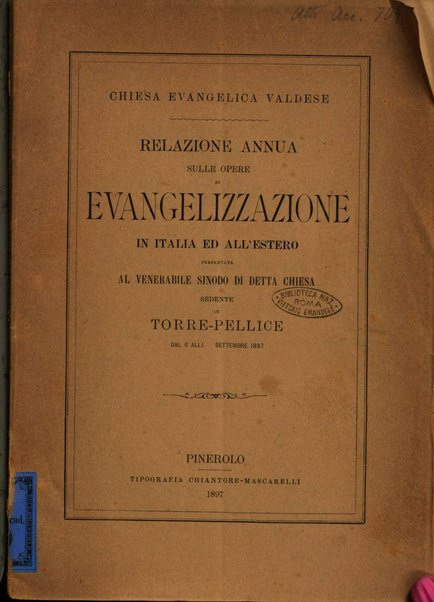 Att. Acc.
CHIESA EVANGELICA VALDESE
RELAZIONE ANNUA
SULLE OPERE
DI
EVANGELIZZAZIONE
IN ITALIA ED ALL'ESTERO
PRESENTATA
AL VENERABILE SINODO DI DETTA CHIESA
SEDENTE
IN
TORRE-PELLICE
DAL 6 ALLI SETTEMBRE 1897
BIBLIOTECA NAZ.
ROMA
VITTORIO EMANUELE
PINEROLO
TIPOGRAFIA CHIANTORE-MASCARELLI
1897
cad.